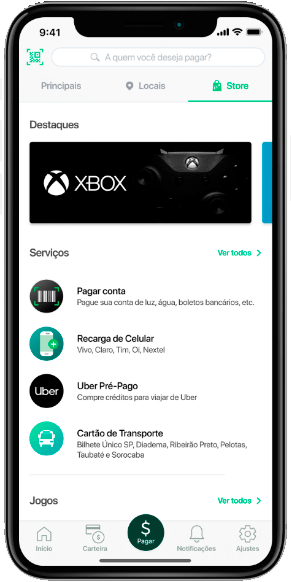 9:41
A quem você deseja pagar?
Principais
Locais
Store
Destaques
XBOX
Serviços
Ver todos
Pagar conta
Pague sua conta de luz, água, boletos bancários, etc.
Recarga de Celular
Vivo, Claro, Tim, Oi, Nextel
Uber
Uber Pré-Pago
Compre créditos para viajar de Uber
Cartão de Transporte
Bilhete Único SP, Diadema, Ribeirão Preto, Pelotas,
Taubaté e Sorocaba
Jogos
Ver todos
Início
Carteira
$
Pagar
Notificações
Ajustes